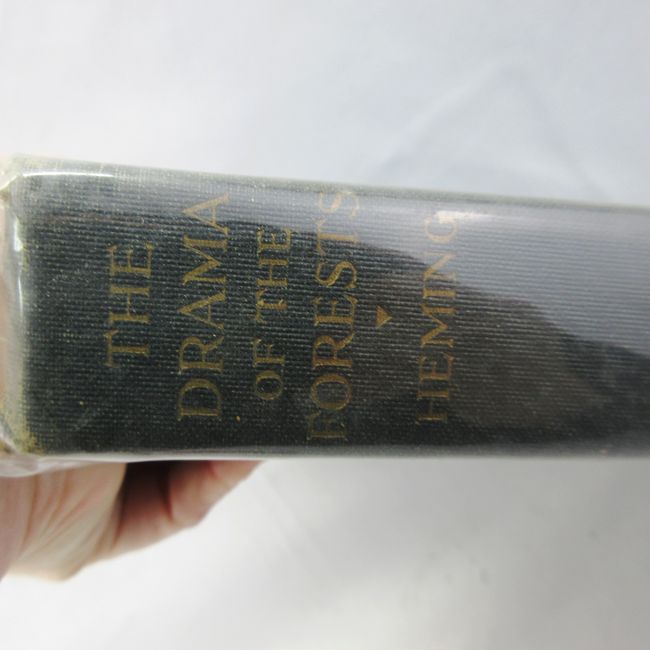 THE
DRAMA
OF THE
FORESTS
HEMING